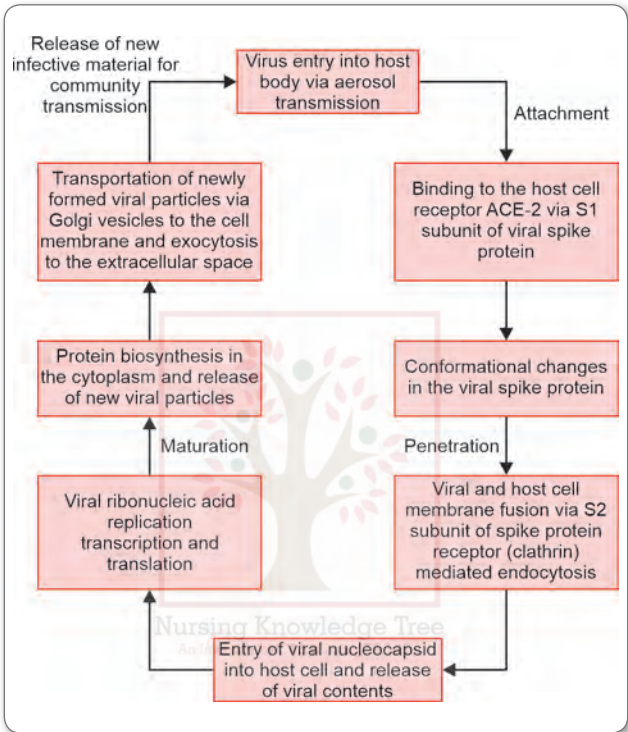 Release of new
infective material for
community
transmission
Virus entry into host
body via aerosol
transmission
Attachment
Binding to the host cell
receptor ACE-2 via S1
subunit of viral spike
protein
Conformational changes
in the viral spike protein
Penetration
Viral and host cell
membrane fusion via S2
subunit of spike protein
receptor (clathrin)
mediated endocytosis
Entry of viral nucleocapsid
into host cell and release
of viral contents
Viral ribonucleic acid
replication
transcription and
translation
Maturation
Protein biosynthesis in
the cytoplasm and release
of new viral particles
Transportation of newly
formed viral particles via
Golgi vesicles to the cell
membrane and exocytosis
to the extracellular space
Nursing Knowledge Tree